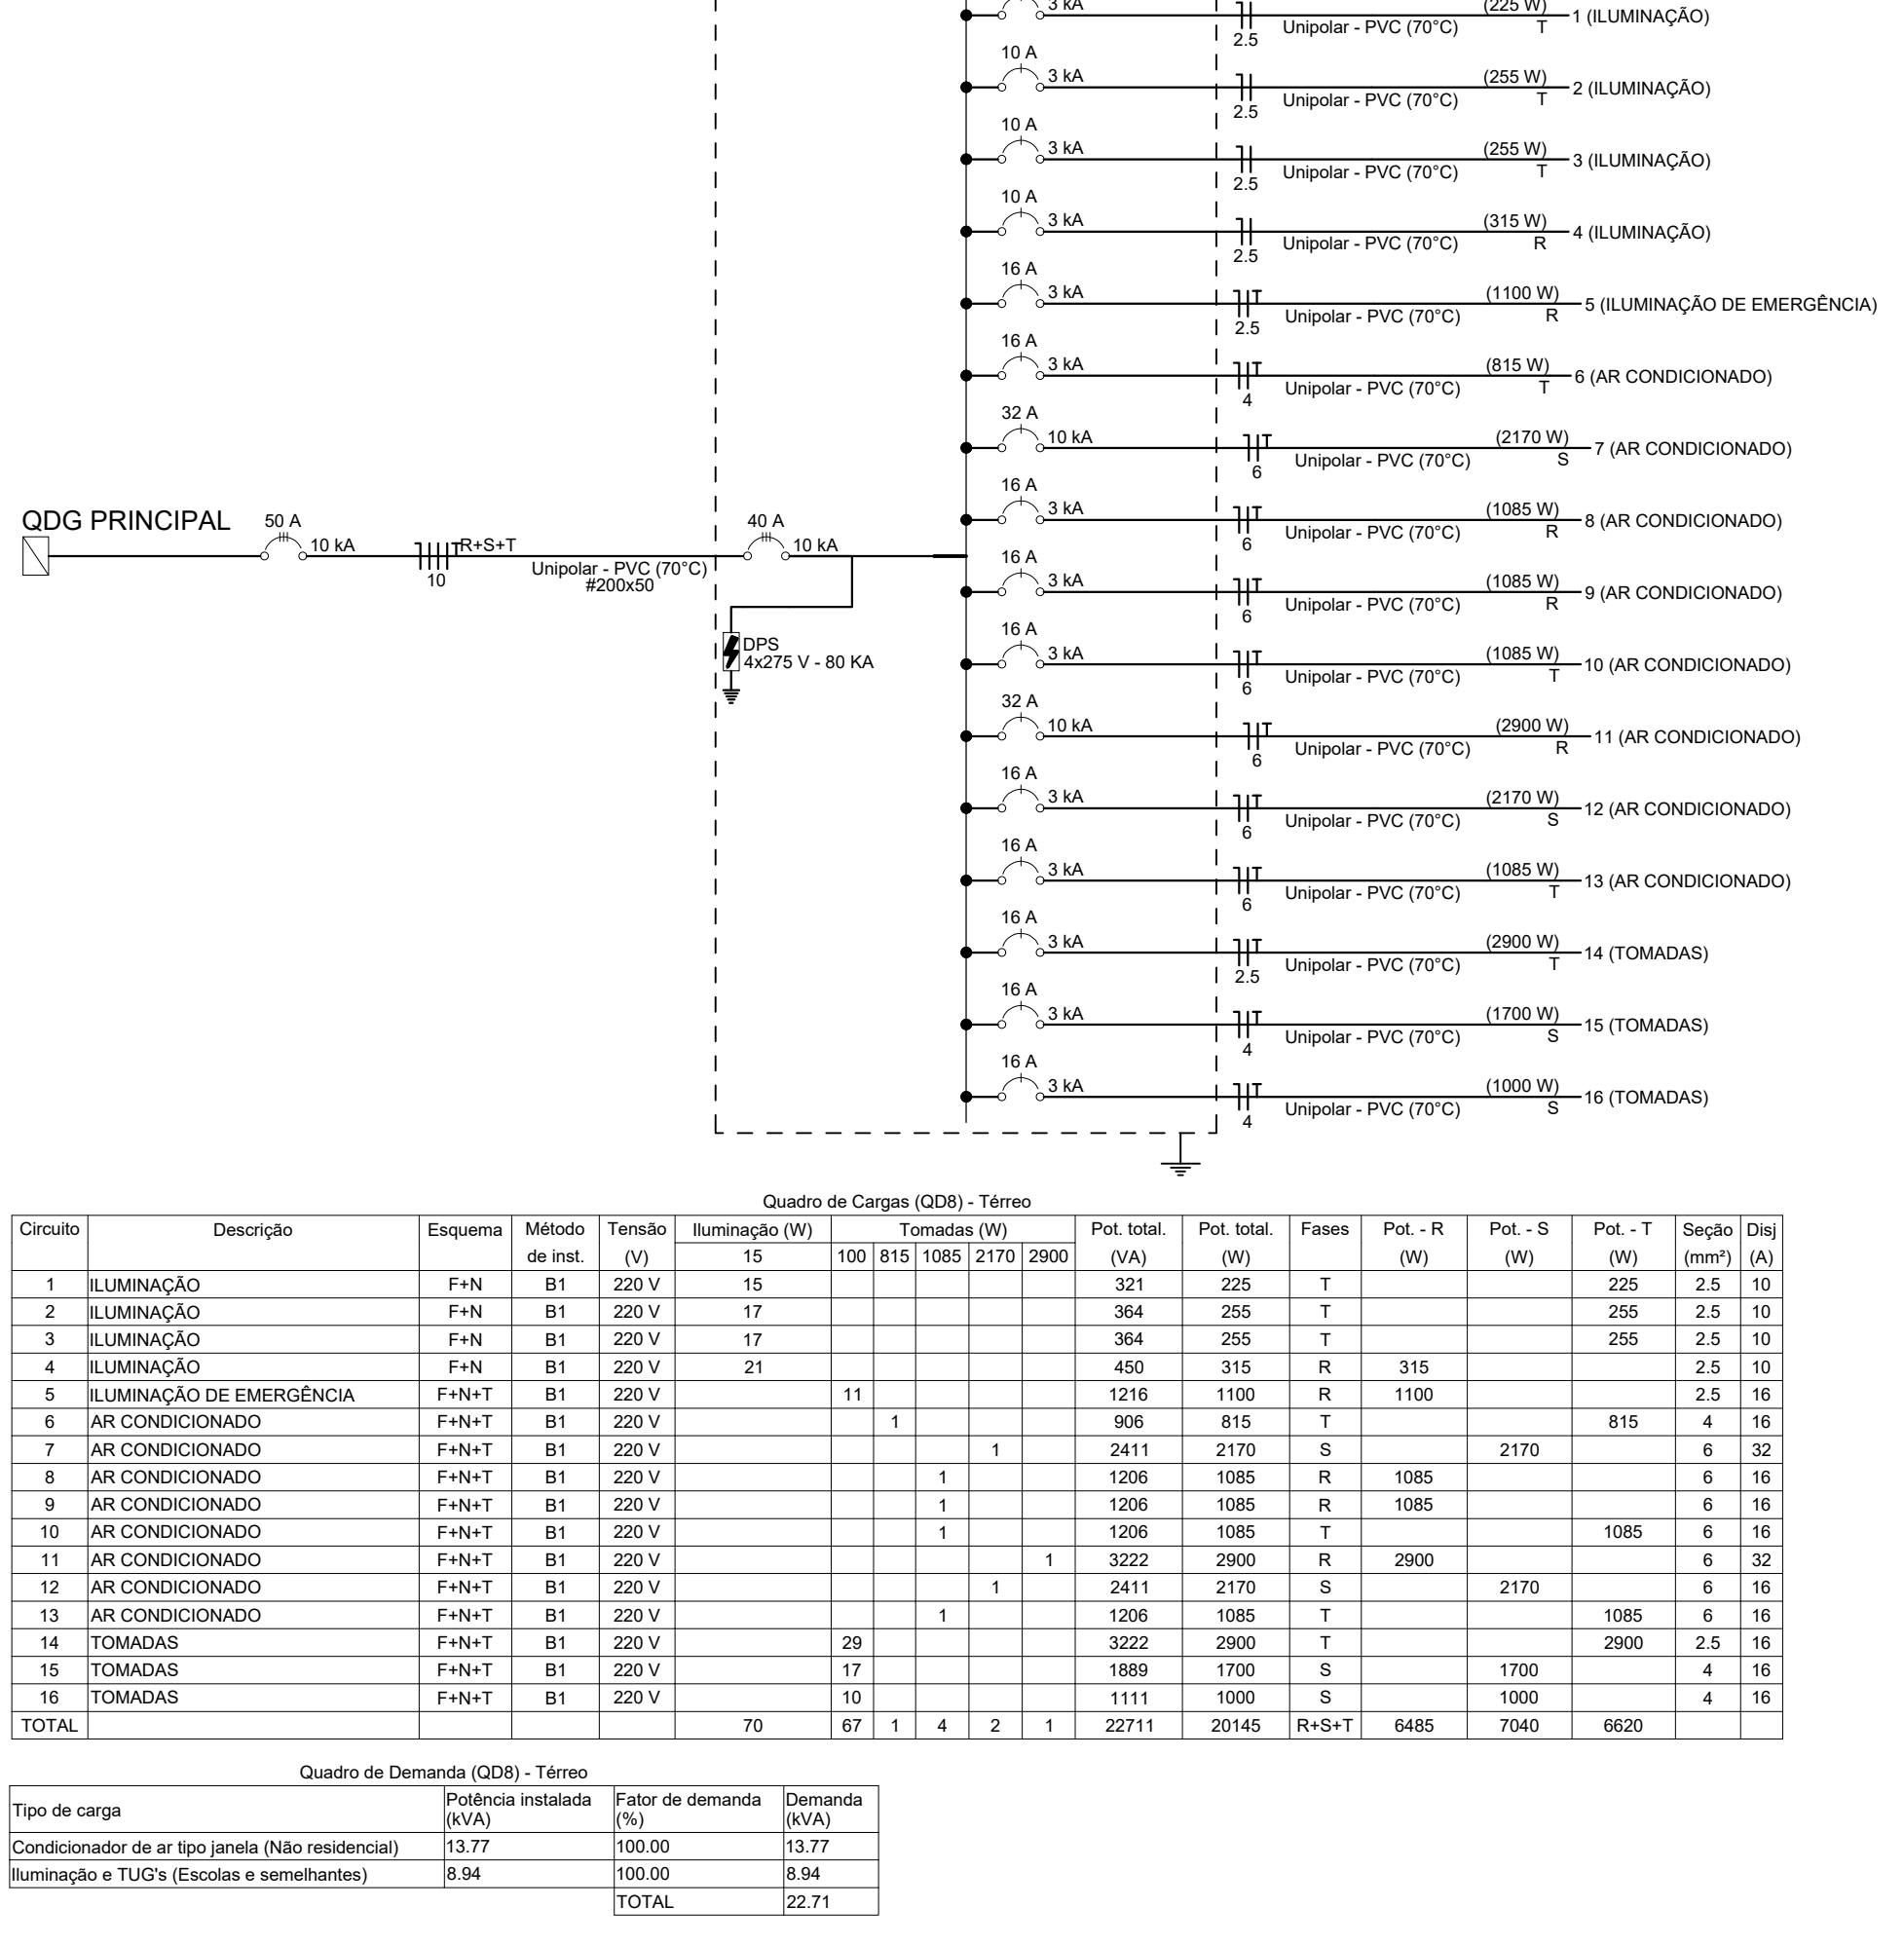 3 kA (225 W)
Unipolar - PVC (70°C) T 1 (ILUMINAÇÃO)
2.5
10 A
3 kA (255 W)
Unipolar - PVC (70°C) T 2 (ILUMINAÇÃO)
2.5
10 A
3 kA (255 W)
Unipolar - PVC (70°C) T 3 (ILUMINAÇÃO)
2.5
10 A
3 kA (315 W)
Unipolar - PVC (70°C) R 4 (ILUMINAÇÃO)
2.5
16 A
3 kA (1100 W)
Unipolar - PVC (70°C) R 5 (ILUMINAÇÃO DE EMERGÊNCIA)
2.5
16 A
3 kA (815 W)
Unipolar - PVC (70°C) T 6 (AR CONDICIONADO)
4
32 A
10 kA (2170 W)
Unipolar - PVC (70°C) S 7 (AR CONDICIONADO)
6
16 A
3 kA (1085 W)
Unipolar - PVC (70°C) R 8 (AR CONDICIONADO)
6
QDG PRINCIPAL
50 A
10 kA
R+S+T
10
Unipolar - PVC (70°C)
#200x50
40 A
10 kA
DPS
4x275 V - 80 KA
16 A
3 kA (1085 W)
Unipolar - PVC (70°C) R 9 (AR CONDICIONADO)
6
16 A
3 kA (1085 W)
Unipolar - PVC (70°C) T 10 (AR CONDICIONADO)
6
32 A
10 kA (2900 W)
Unipolar - PVC (70°C) R 11 (AR CONDICIONADO)
6
16 A
3 kA (2170 W)
Unipolar - PVC (70°C) S 12 (AR CONDICIONADO)
6
16 A
3 kA (1085 W)
Unipolar - PVC (70°C) T 13 (AR CONDICIONADO)
6
16 A
3 kA (2900 W)
Unipolar - PVC (70°C) T 14 (TOMADAS)
2.5
16 A
3 kA (1700 W)
Unipolar - PVC (70°C) S 15 (TOMADAS)
4
16 A
3 kA (1000 W)
Unipolar - PVC (70°C) S 16 (TOMADAS)
4
Quadro de Cargas (QD8) - Térreo
Circuito Descrição Esquema Método Tensão Iluminação (W) Tomadas (W) Pot. total. Pot. total. Fases Pot. - R Pot. - S Pot. - T Seção Disj
de inst. (V) 15 100 815 1085 2170 2900 (VA) (W) (W) (W) (W) (mm²) (A)
1 ILUMINAÇÃO F+N B1 220 V 15 321 225 T 225 2.5 10
2 ILUMINAÇÃO F+N B1 220 V 17 364 255 T 255 2.5 10
3 ILUMINAÇÃO F+N B1 220 V 17 364 255 T 255 2.5 10
4 ILUMINAÇÃO F+N B1 220 V 21 450 315 R 315 2.5 10
5 ILUMINAÇÃO DE EMERGÊNCIA F+N+T B1 220 V 11 1216 1100 R 1100 2.5 16
6 AR CONDICIONADO F+N+T B1 220 V 1 906 815 T 815 4 16
7 AR CONDICIONADO F+N+T B1 220 V 1 2411 2170 S 2170 6 32
8 AR CONDICIONADO F+N+T B1 220 V 1 1206 1085 R 1085 6 16
9 AR CONDICIONADO F+N+T B1 220 V 1 1206 1085 R 1085 6 16
10 AR CONDICIONADO F+N+T B1 220 V 1 1206 1085 T 1085 6 16
11 AR CONDICIONADO F+N+T B1 220 V 1 3222 2900 R 2900 6 32
12 AR CONDICIONADO F+N+T B1 220 V 1 2411 2170 S 2170 6 16
13 AR CONDICIONADO F+N+T B1 220 V 1 1206 1085 T 1085 6 16
14 TOMADAS F+N+T B1 220 V 29 3222 2900 T 2900 2.5 16
15 TOMADAS F+N+T B1 220 V 17 1889 1700 S 1700 4 16
16 TOMADAS F+N+T B1 220 V 10 1111 1000 S 1000 4 16
TOTAL 70 67 1 4 2 1 22711 20145 R+S+T 6485 7040 6620
Quadro de Demanda (QD8) - Térreo
Tipo de carga Potência instalada (kVA) Fator de demanda (%) Demanda (kVA)
Condicionador de ar tipo janela (Não residencial) 13.77 100.00 13.77
Iluminação e TUG's (Escolas e semelhantes) 8.94 100.00 8.94
TOTAL 22.71